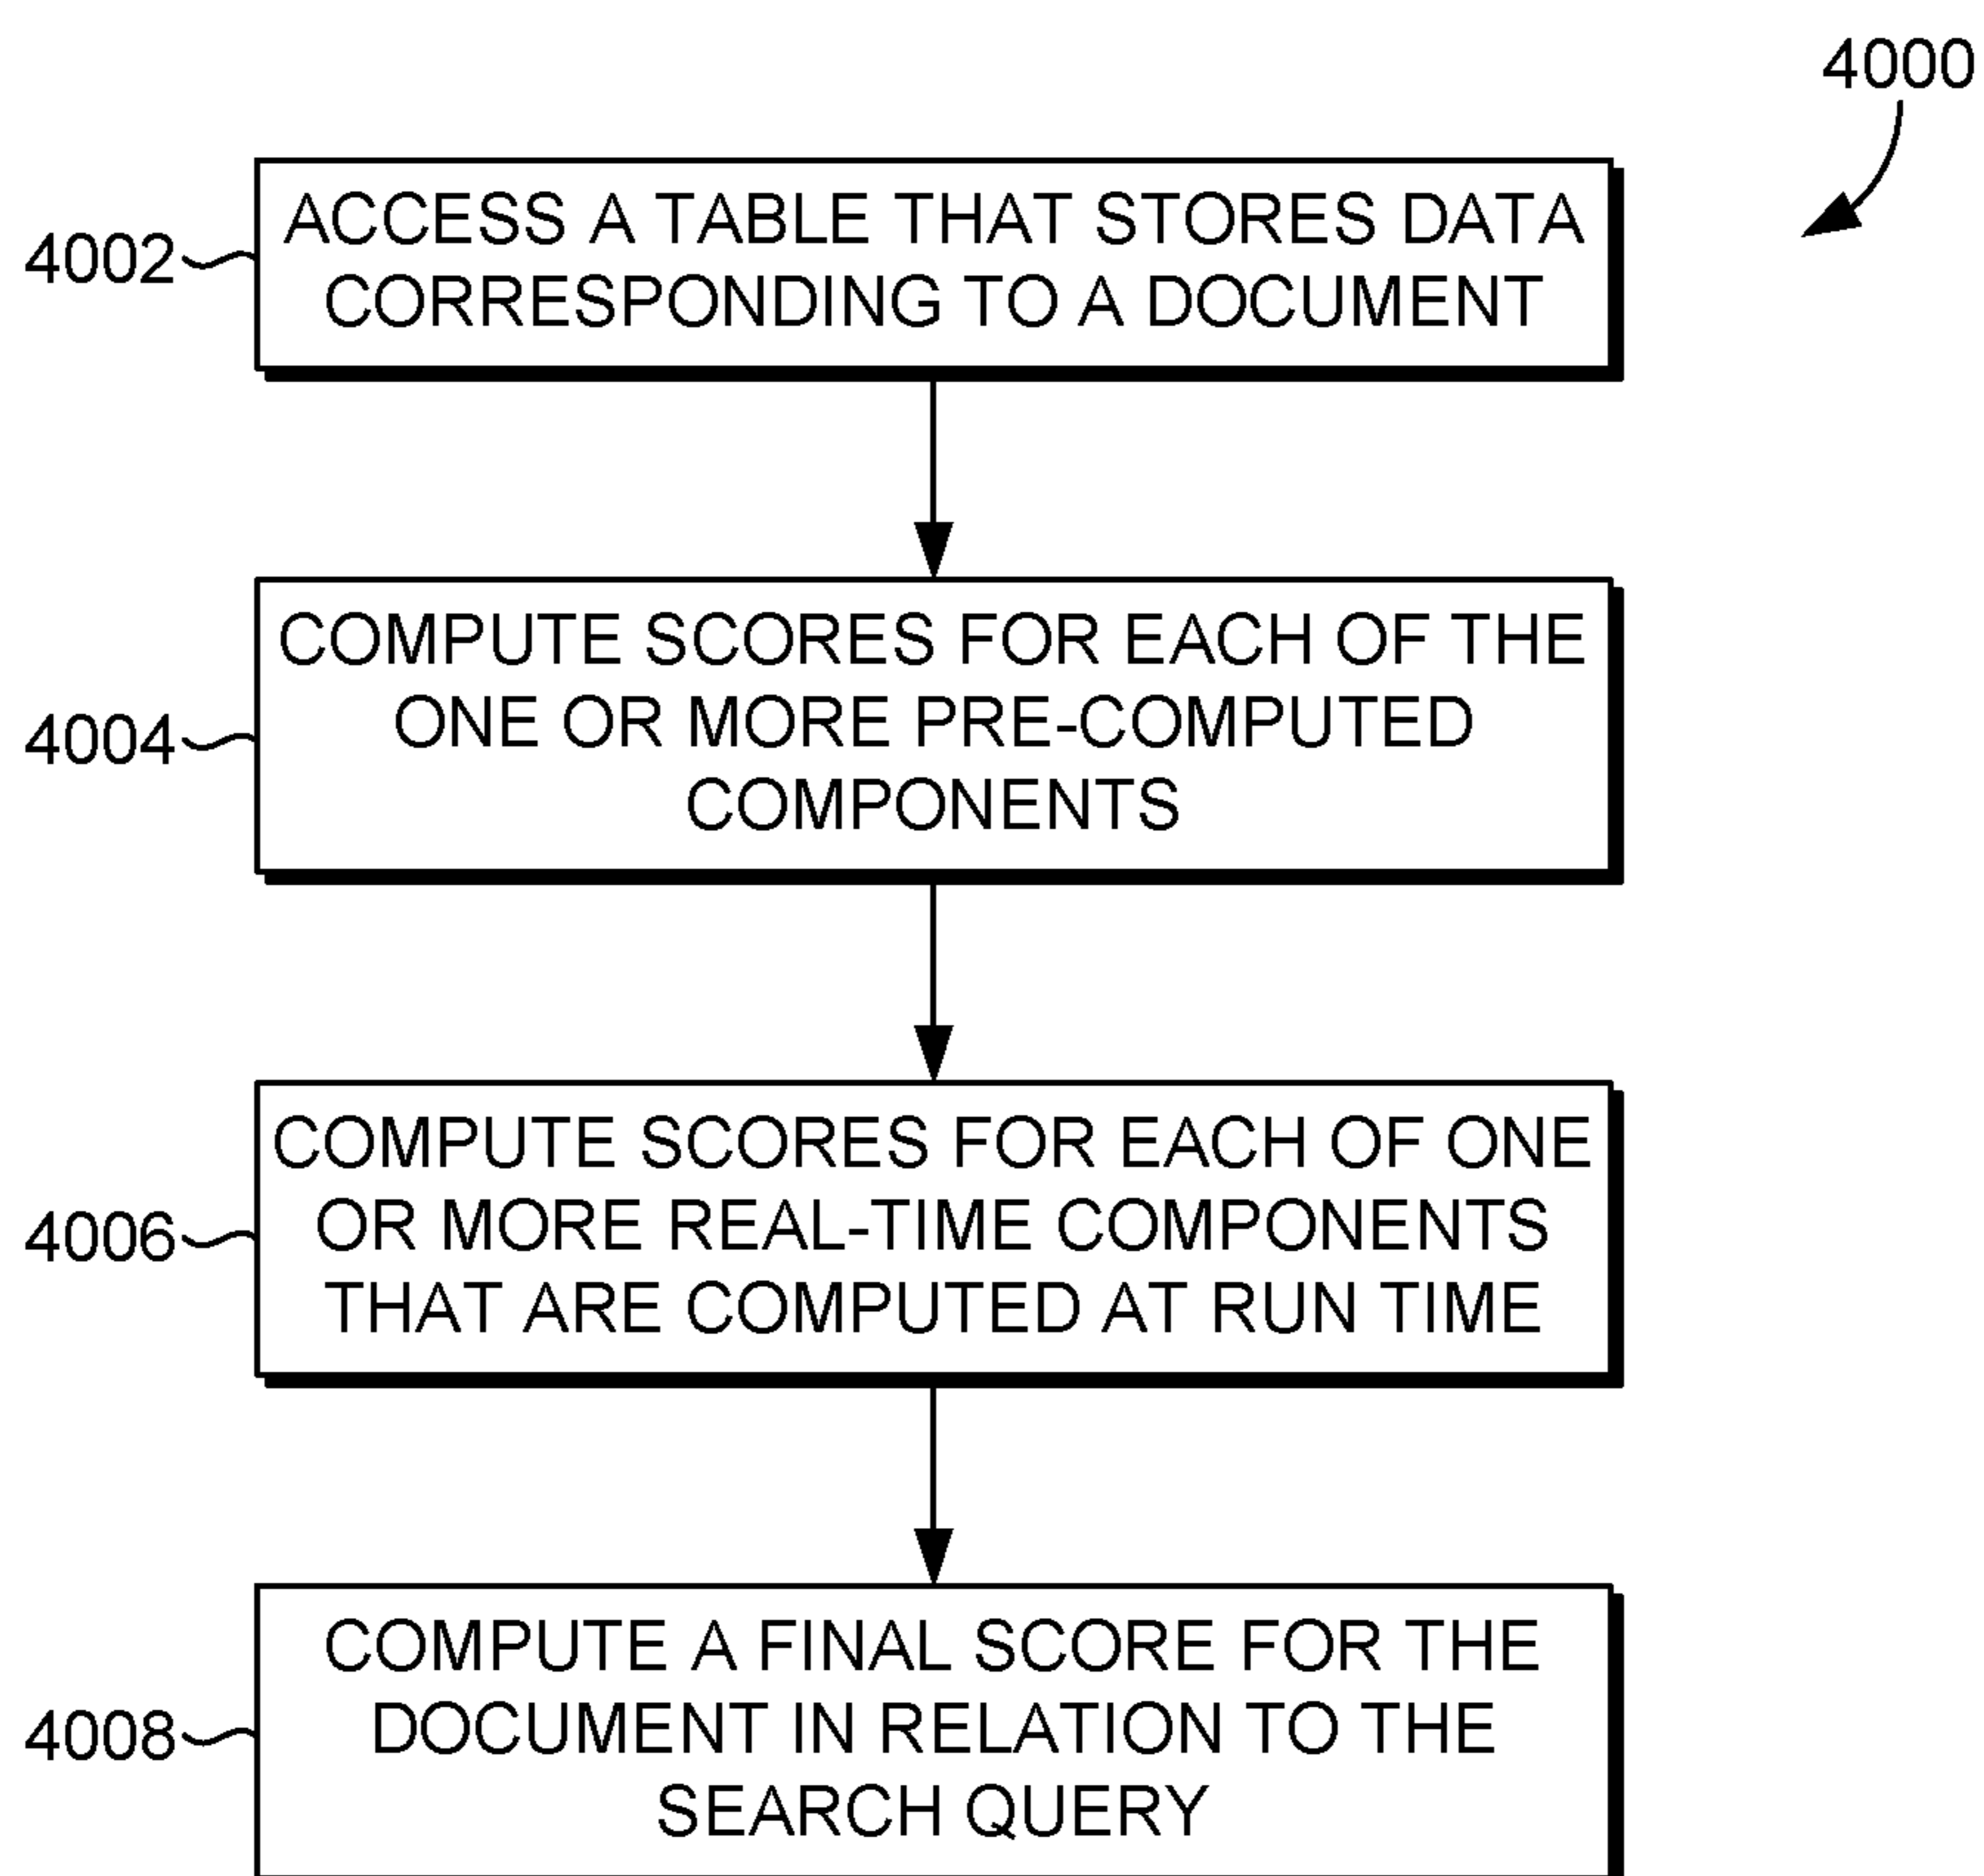 4000
4002
ACCESS A TABLE THAT STORES DATA
CORRESPONDING TO A DOCUMENT
4004
COMPUTE SCORES FOR EACH OF THE
ONE OR MORE PRE-COMPUTED
COMPONENTS
4006
COMPUTE SCORES FOR EACH OF ONE
OR MORE REAL-TIME COMPONENTS
THAT ARE COMPUTED AT RUN TIME
4008
COMPUTE A FINAL SCORE FOR THE
DOCUMENT IN RELATION TO THE
SEARCH QUERY